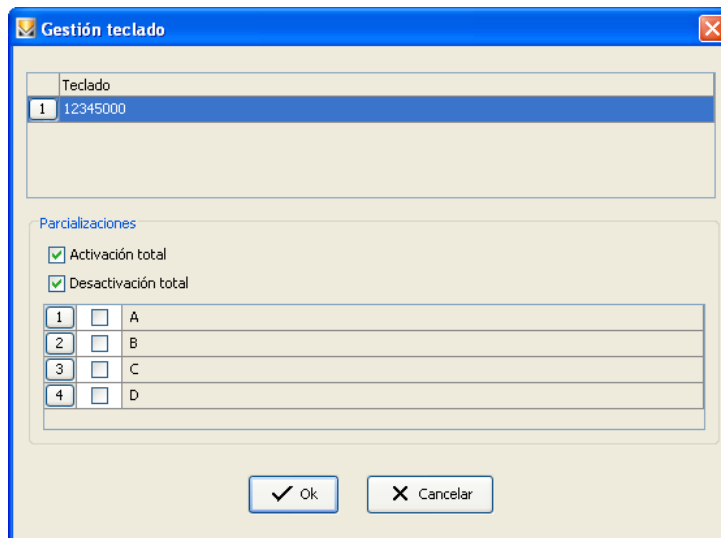 Gestión teclado
Teclado
1 12345000
Parcializaciones
Activación total
Desactivación total
1 A
2 B
3 C
4 D
Ok Cancelar